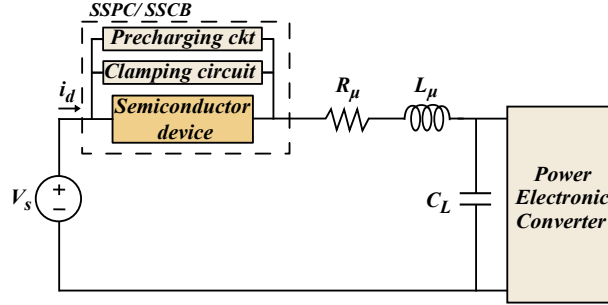 SSPC/ SSCB
Precharging ckt
Clamping circuit
i_d
Semiconductor
device
R_μ
L_μ
V_s
+
−
C_L
Power
Electronic
Converter